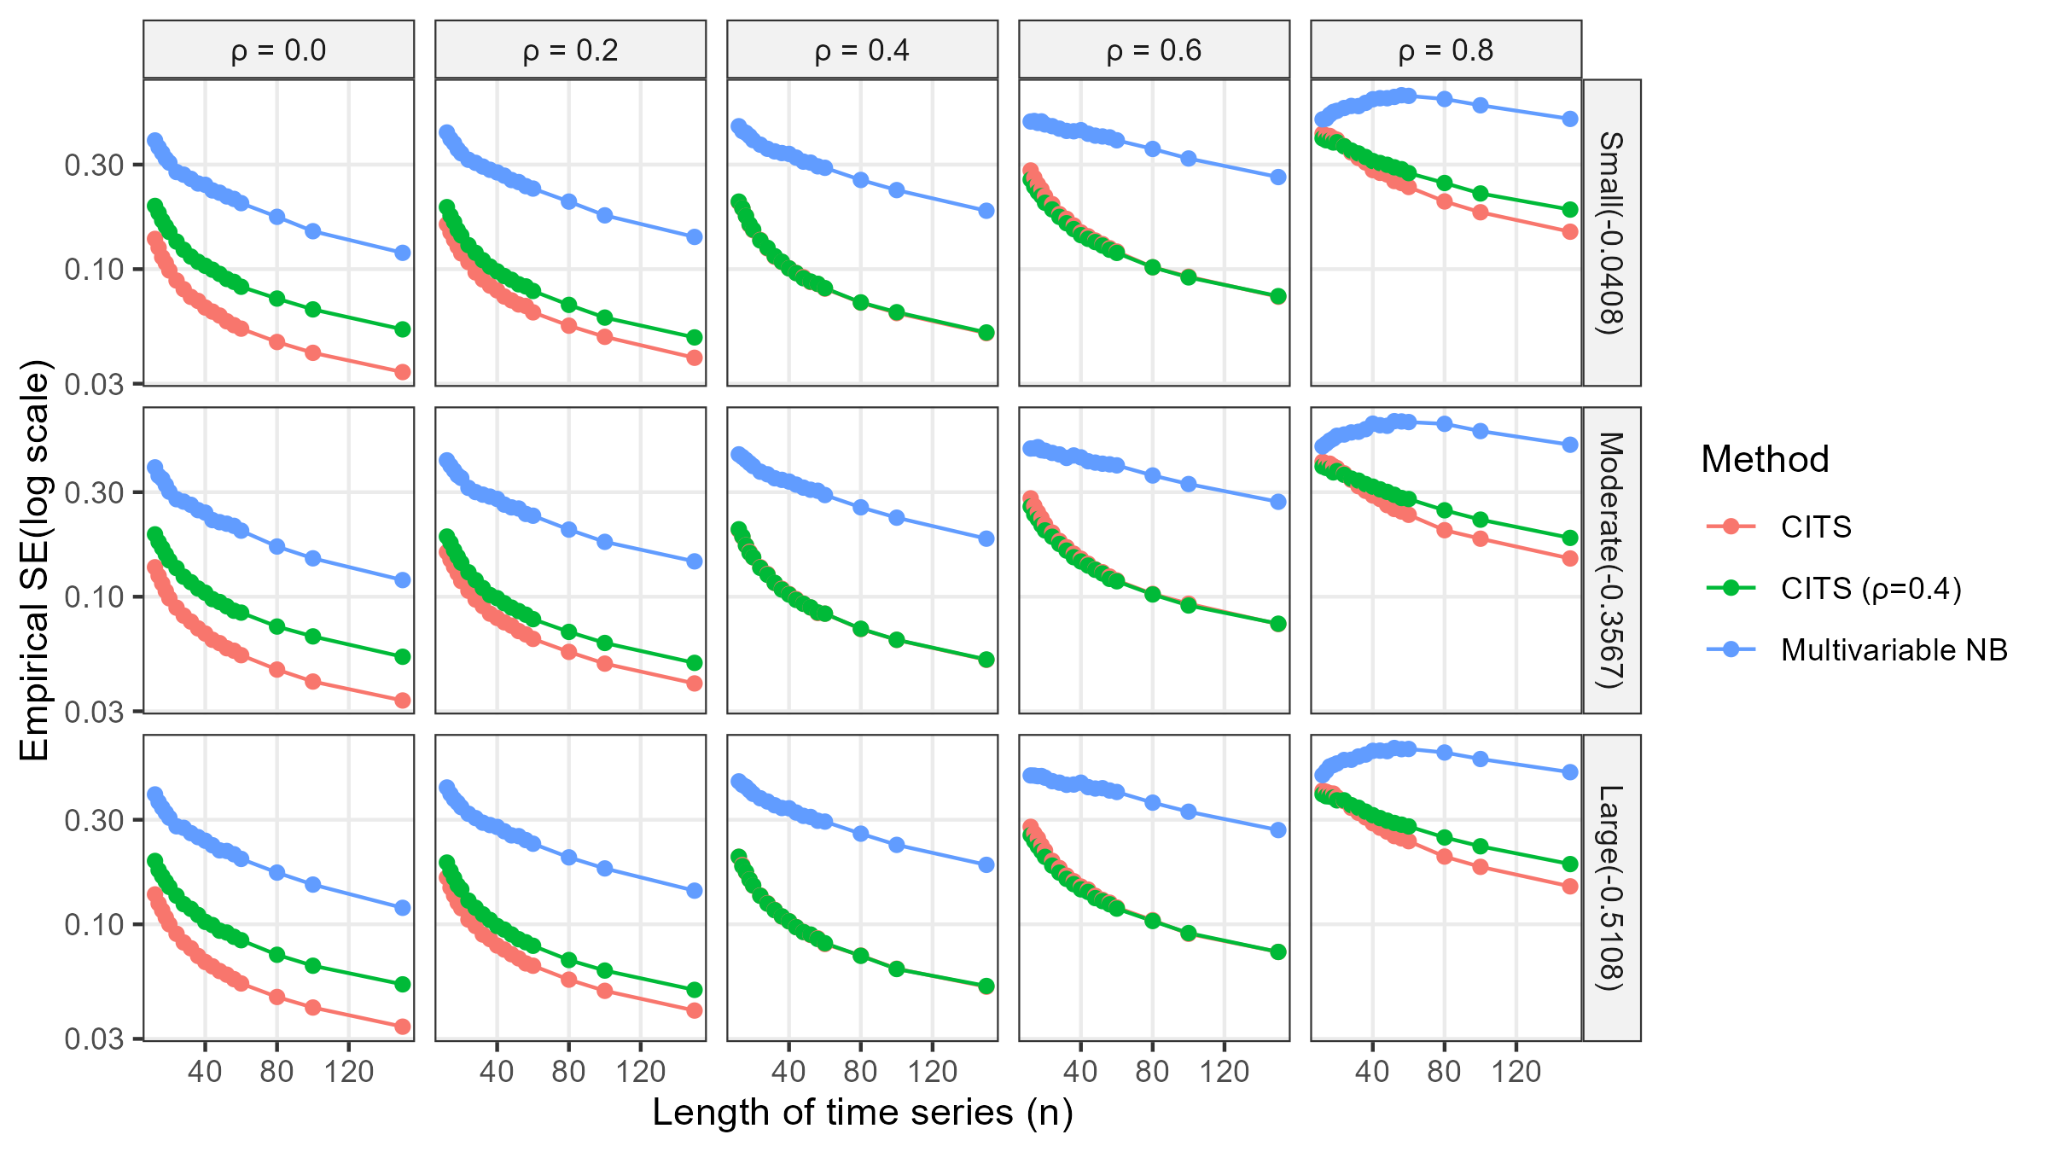 ρ = 0.0 ρ = 0.2 ρ = 0.4 ρ = 0.6 ρ = 0.8
Empirical SE(log scale)
0.30
0.10
0.03
Small(-0.0408)
0.30
0.10
0.03
Moderate(-0.3567)
0.30
0.10
0.03
Large(-0.5108)
40 80 120 40 80 120 40 80 120 40 80 120 40 80 120
Length of time series (n)
Method
CITS
CITS (ρ=0.4)
Multivariable NB